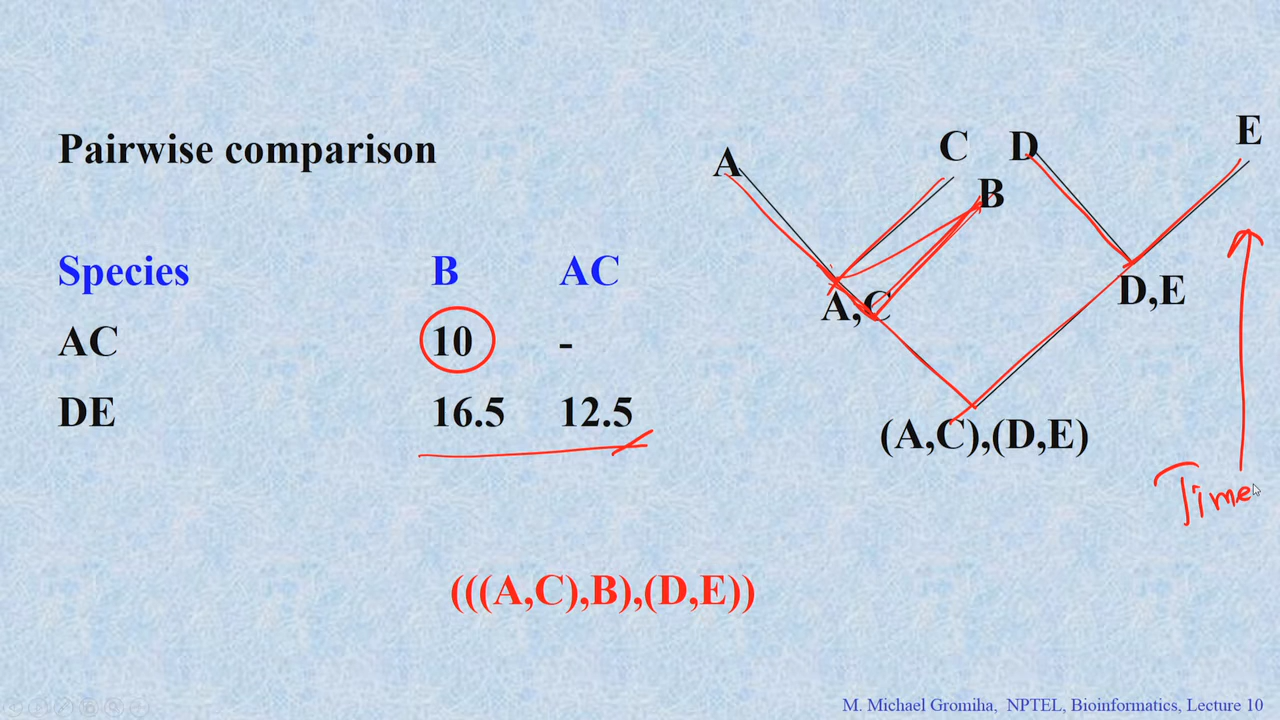 Pairwise comparison
Species B AC
AC 10 -
DE 16.5 12.5
A C D E
B
A,C D,E
(A,C),(D,E)
Time
(((A,C),B),(D,E))
M. Michael Gromiha, NPTEL, Bioinformatics, Lecture 10